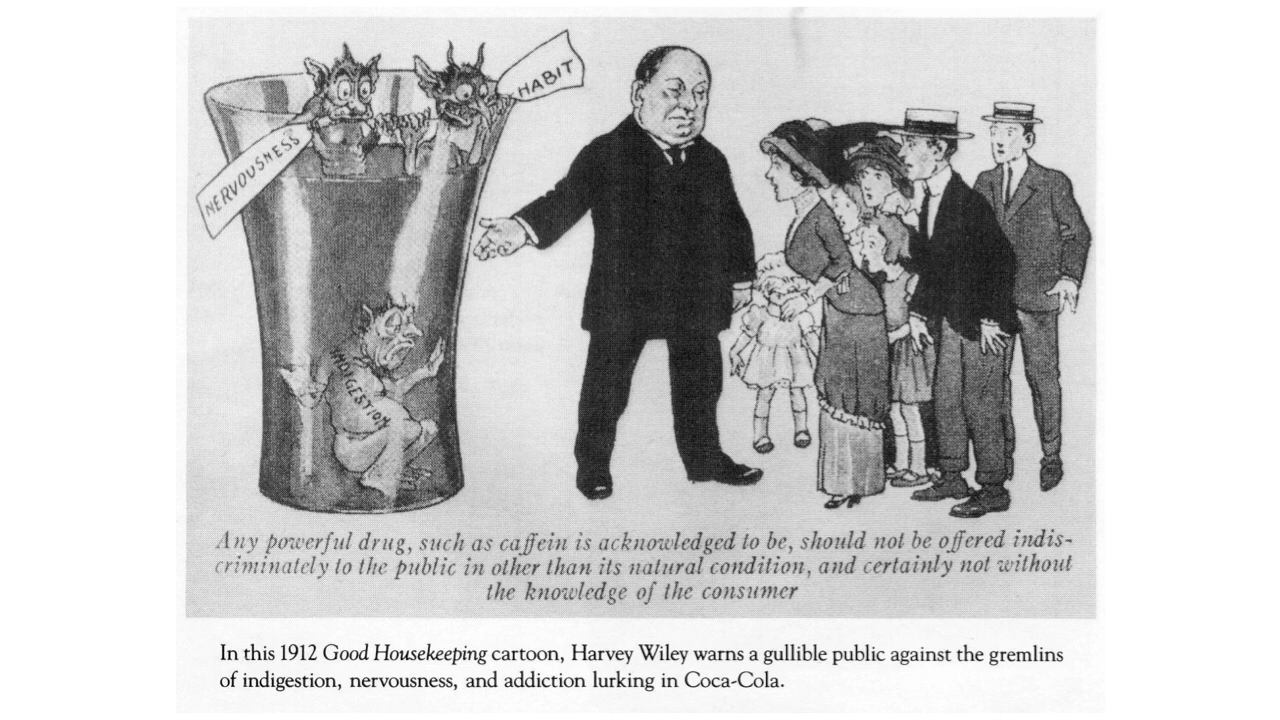 NERVOUSNESS
HABIT
INDIGESTION
Any powerful drug, such as caffein is acknowledged to be, should not be offered indis-
criminately to the public in other than its natural condition, and certainly not without
the knowledge of the consumer
In this 1912 Good Housekeeping cartoon, Harvey Wiley warns a gullible public against the gremlins
of indigestion, nervousness, and addiction lurking in Coca-Cola.